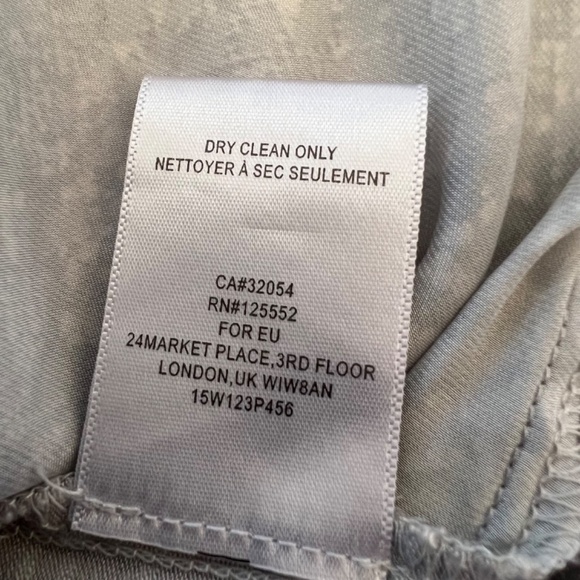 DRY CLEAN ONLY
NETTOYER À SEC SEULEMENT
CA#32054
RN#125552
FOR EU
24MARKET PLACE,3RD FLOOR
LONDON,UK WIW8AN
15W123P456